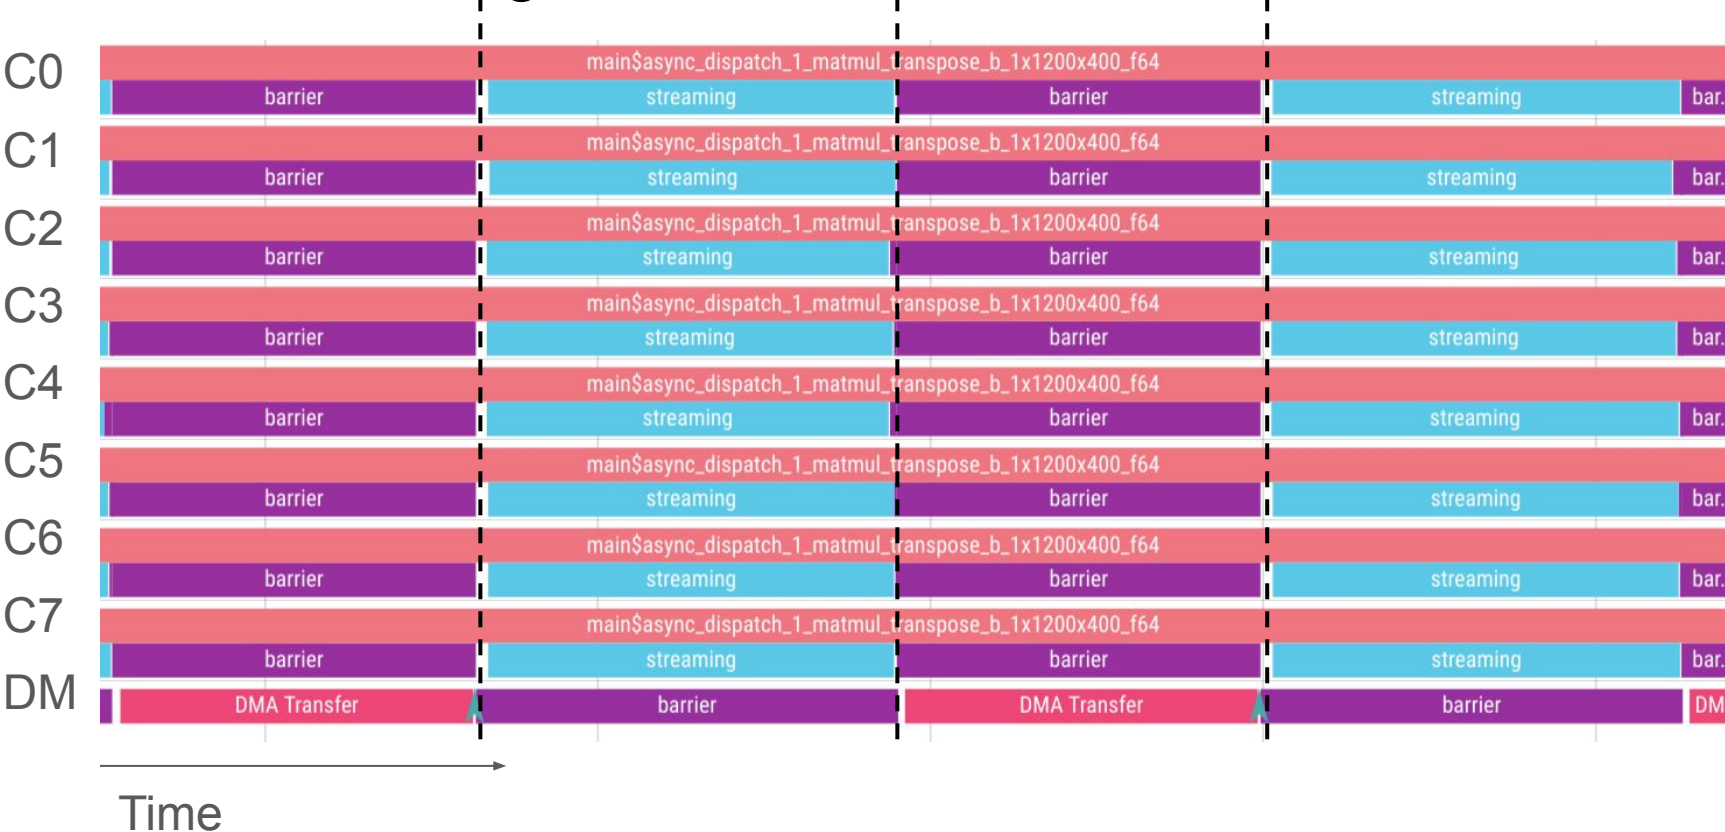 C0
main$async_dispatch_1_matmul_transpose_b_1x1200x400_f64
barrier streaming barrier streaming bar.
C1
main$async_dispatch_1_matmul_transpose_b_1x1200x400_f64
barrier streaming barrier streaming bar.
C2
main$async_dispatch_1_matmul_transpose_b_1x1200x400_f64
barrier streaming barrier streaming bar.
C3
main$async_dispatch_1_matmul_transpose_b_1x1200x400_f64
barrier streaming barrier streaming bar.
C4
main$async_dispatch_1_matmul_transpose_b_1x1200x400_f64
barrier streaming barrier streaming bar.
C5
main$async_dispatch_1_matmul_transpose_b_1x1200x400_f64
barrier streaming barrier streaming bar.
C6
main$async_dispatch_1_matmul_transpose_b_1x1200x400_f64
barrier streaming barrier streaming bar.
C7
main$async_dispatch_1_matmul_transpose_b_1x1200x400_f64
barrier streaming barrier streaming bar.
DM DMA Transfer barrier DMA Transfer barrier DM
Time